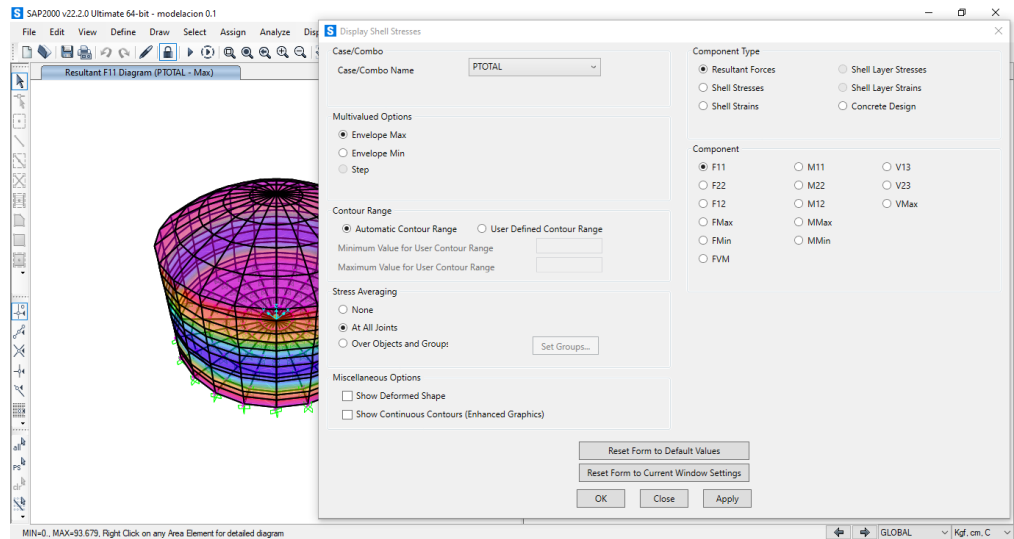 SAP2000 v22.2.0 Ultimate 64-bit - modelacion 0.1
File Edit View Define Draw Select Assign Analyze
Resultant F11 Diagram (PTOTAL - Max)
Display Shell Stresses
Case/Combo
Case/Combo Name PTOTAL
Multivalued Options
Envelope Max
Envelope Min
Step
Contour Range
Automatic Contour Range User Defined Contour Range
Minimum Value for User Contour Range
Maximum Value for User Contour Range
Stress Averaging
None
At All Joints
Over Objects and Groups
Set Groups...
Miscellaneous Options
Show Deformed Shape
Show Continuous Contours (Enhanced Graphics)
Component Type
Resultant Forces Shell Layer Stresses
Shell Stresses Shell Layer Strains
Shell Strains Concrete Design
Component
F11 M11 V13
F22 M22 V23
F12 M12 VMax
FMax MMax
FMin MMin
FVM
Reset Form to Default Values
Reset Form to Current Window Settings
OK Close Apply
all
PS
clr
MIN=0., MAX=93.679, Right Click on any Area Element for detailed diagram
GLOBAL Kgf, cm, C